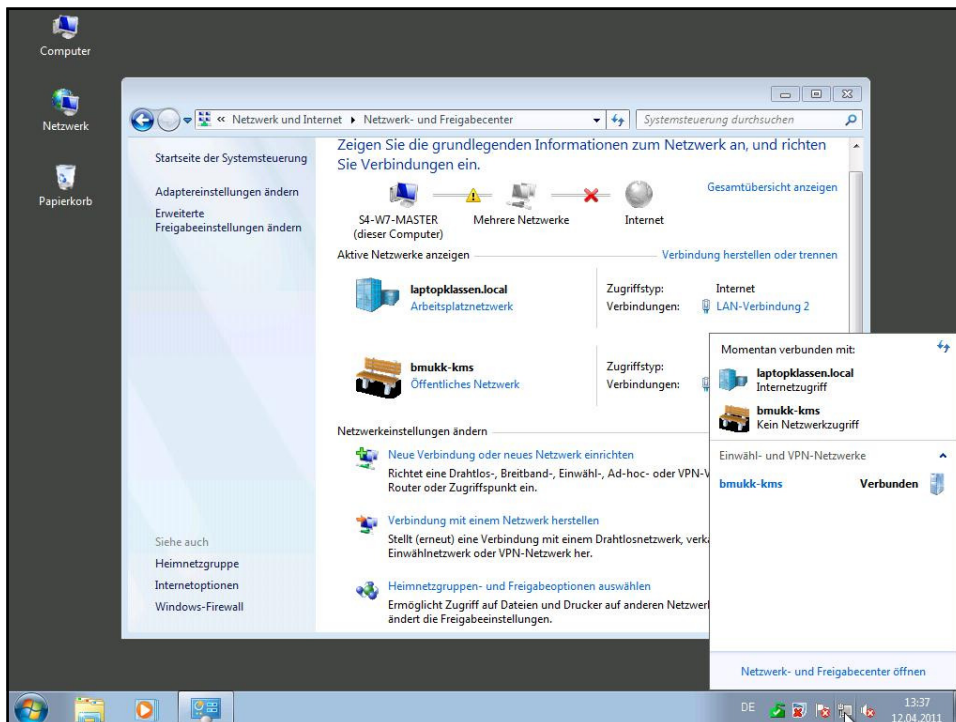 Computer
Netzwerk
Papierkorb
« Netzwerk und Internet ▸ Netzwerk- und Freigabecenter
Systemsteuerung durchsuchen
Startseite der Systemsteuerung
Adaptereinstellungen ändern
Erweiterte
Freigabeeinstellungen ändern
Siehe auch
Heimnetzgruppe
Internetoptionen
Windows-Firewall
Zeigen Sie die grundlegenden Informationen zum Netzwerk an, und richten
Sie Verbindungen ein.
Gesamtübersicht anzeigen
S4-W7-MASTER
(dieser Computer)
Mehrere Netzwerke
Internet
Aktive Netzwerke anzeigen
Verbindung herstellen oder trennen
laptopklassen.local
Arbeitsplatznetzwerk
Zugriffstyp: Internet
Verbindungen: LAN-Verbindung 2
bmukk-kms
Öffentliches Netzwerk
Zugriffstyp:
Verbindungen:
Netzwerkeinstellungen ändern
Neue Verbindung oder neues Netzwerk einrichten
Richtet eine Drahtlos-, Breitband-, Einwähl-, Ad-hoc- oder VPN-V
Router oder Zugriffspunkt ein.
Verbindung mit einem Netzwerk herstellen
Stellt (erneut) eine Verbindung mit einem Drahtlosnetzwerk, verka
Einwählnetzwerk oder VPN-Netzwerk her.
Heimnetzgruppen- und Freigabeoptionen auswählen
Ermöglicht Zugriff auf Dateien und Drucker auf anderen Netzwerl
ändert die Freigabeeinstellungen.
Momentan verbunden mit:
laptopklassen.local
Internetzugriff
bmukk-kms
Kein Netzwerkzugriff
Einwähl- und VPN-Netzwerke
bmukk-kms Verbunden
Netzwerk- und Freigabecenter öffnen
DE
13:37
12.04.2011